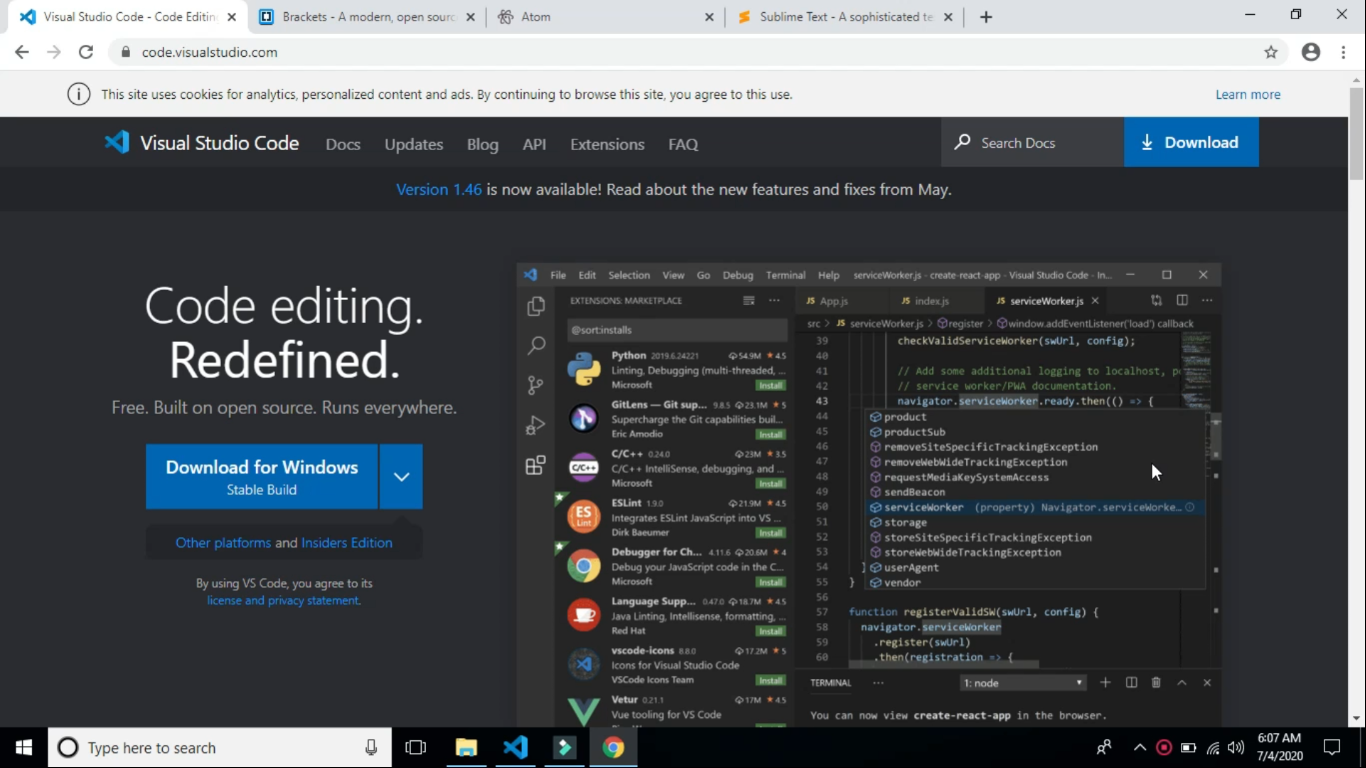 Visual Studio Code - Code Editin
Brackets - A modern, open sourc
Atom
Sublime Text - A sophisticated te
code.visualstudio.com
This site uses cookies for analytics, personalized content and ads. By continuing to browse this site, you agree to this use.
Learn more
Visual Studio Code
Docs
Updates
Blog
API
Extensions
FAQ
Search Docs
Download
Version 1.46 is now available! Read about the new features and fixes from May.
Code editing.
Redefined.
Free. Built on open source. Runs everywhere.
Download for Windows
Stable Build
Other platforms and Insiders Edition
By using VS Code, you agree to its
license and privacy statement.
File Edit Selection View Go Debug Terminal Help
serviceWorker.js - create-react-app - Visual Studio Code - In...
EXTENSIONS: MARKETPLACE
@sort:installs
Python 2019.6.24221 54.9M ★ 4.5
Linting, Debugging (multi-threaded, ...
Microsoft Install
GitLens — Git sup... 9.8.5 23.1M ★ 5
Supercharge the Git capabilities buil...
Eric Amodio Install
C/C++ 0.24.0 23M ★ 3.5
C/C++ IntelliSense, debugging, and ...
Microsoft Install
ESLint 1.9.0 21.9M ★ 4.5
Integrates ESLint JavaScript into VS ...
Dirk Baeumer Install
Debugger for Ch... 4.11.6 20.6M ★ 4
Debug your JavaScript code in the C...
Microsoft Install
Language Supp... 0.47.0 18.7M ★ 4.5
Java Linting, Intellisense, formatting, ...
Red Hat Install
vscode-icons 8.8.0 17.2M ★ 5
Icons for Visual Studio Code
VSCode Icons Team Install
Vetur 0.21.1 17M ★ 4.5
Vue tooling for VS Code
JS App.js
JS index.js
JS serviceWorker.js
src > JS serviceWorker.js > register > window.addEventListener('load') callback
39 checkValidServiceWorker(swUrl, config);
40
41 // Add some additional logging to localhost, p
42 // service worker/PWA documentation.
43 navigator.serviceWorker.ready.then(() => {
44 product
45 productSub
46 removeSiteSpecificTrackingException
47 removeWebWideTrackingException
48 requestMediaKeySystemAccess
49 sendBeacon
50 serviceWorker (property) Navigator.serviceWorke...
51 storage
52 storeSiteSpecificTrackingException
53 storeWebWideTrackingException
54 } userAgent
55 } vendor
56
57 function registerValidSW(swUrl, config) {
58 navigator.serviceWorker
59 .register(swUrl)
60 .then(registration => {
TERMINAL ... 1: node
You can now view create-react-app in the browser.
Type here to search
6:07 AM
7/4/2020